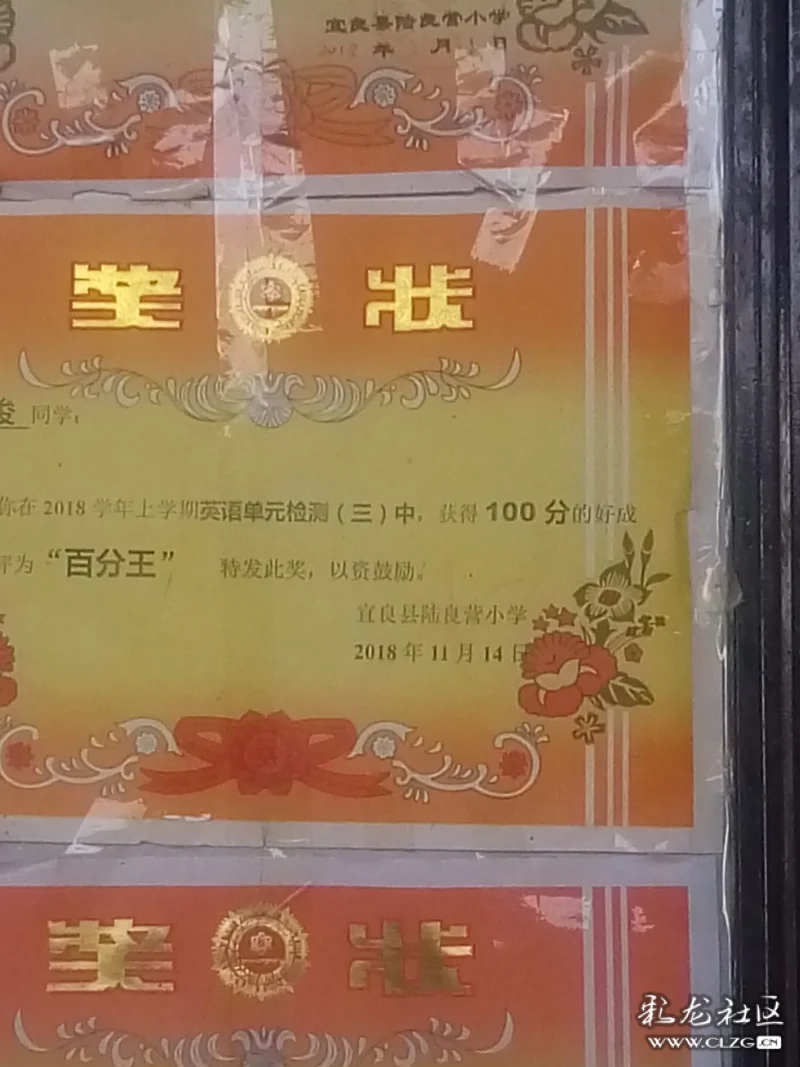 宜良县陆良营小学
2018 年 月 日
奖 状
俊 同学:
你在 2018 学年上学期英语单元检测（三）中，获得 100 分的好成
评为“百分王” 特发此奖，以资鼓励。
宜良县陆良营小学
2018 年 11 月 14 日
奖 状
彩龙社区
WWW.CLZG.CN